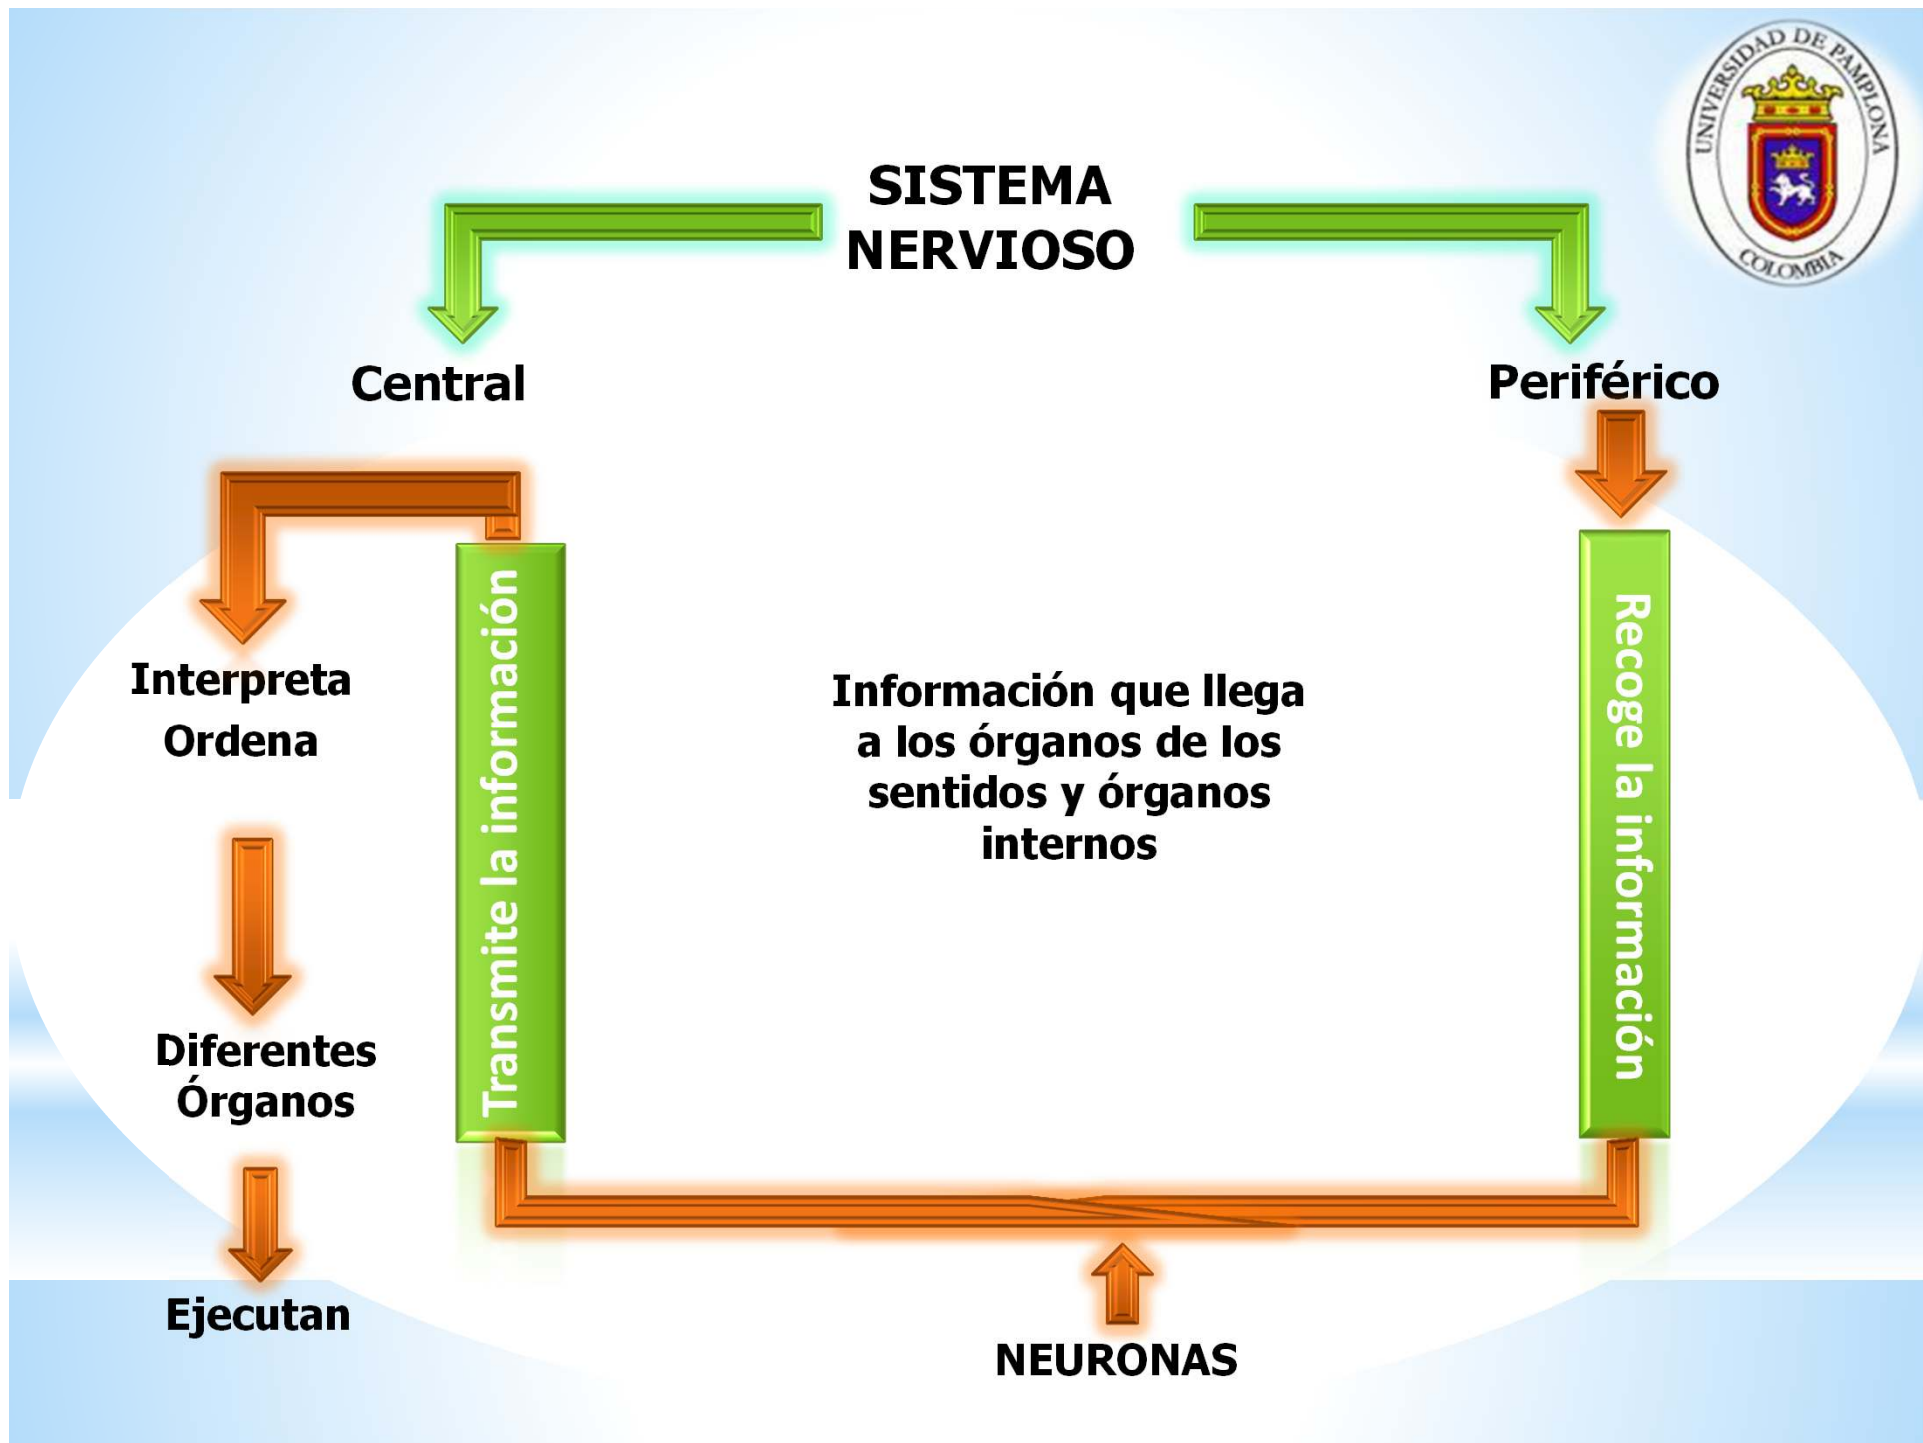 UNIVERSIDAD DE PAMPLONA
COLOMBIA
SISTEMA
NERVIOSO
Central
Periférico
Interpreta
Ordena
Transmite la información
Información que llega
a los órganos de los
sentidos y órganos
internos
Recoge la información
Diferentes
Órganos
Ejecutan
NEURONAS